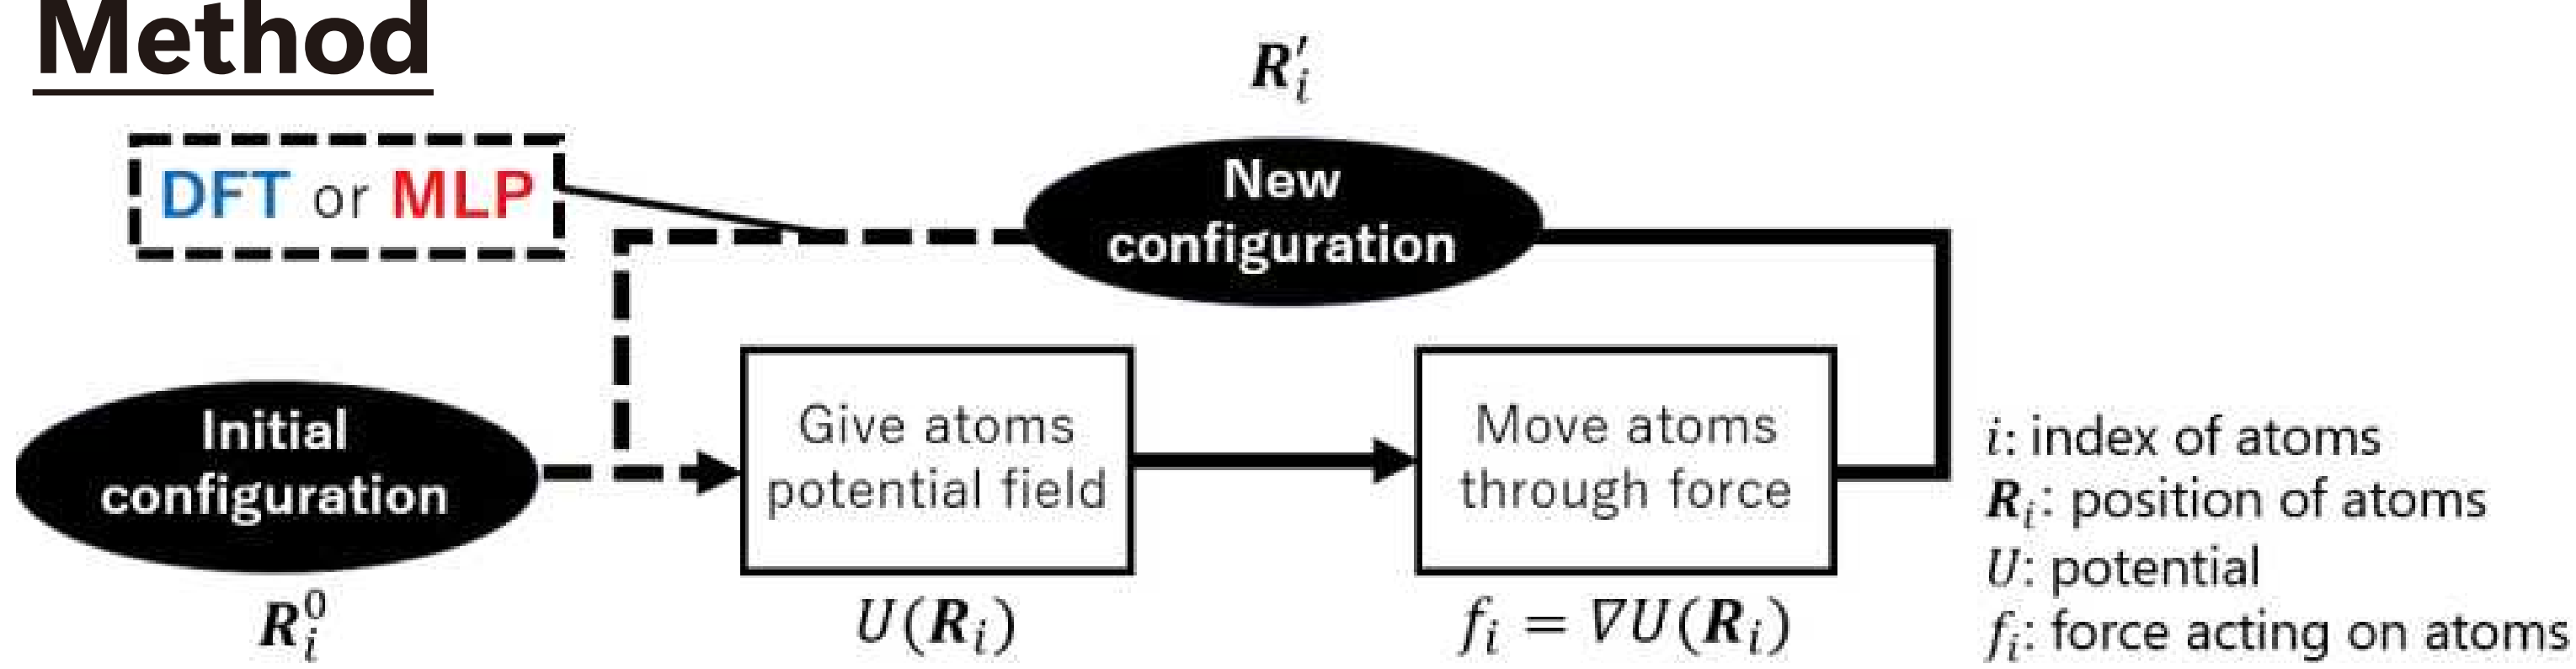 Method
R′ᵢ
DFT or MLP
New
configuration
Initial
configuration
R⁰ᵢ
Give atoms
potential field
U(Rᵢ)
Move atoms
through force
fᵢ = ∇U(Rᵢ)
i: index of atoms
Rᵢ: position of atoms
U: potential
fᵢ: force acting on atoms